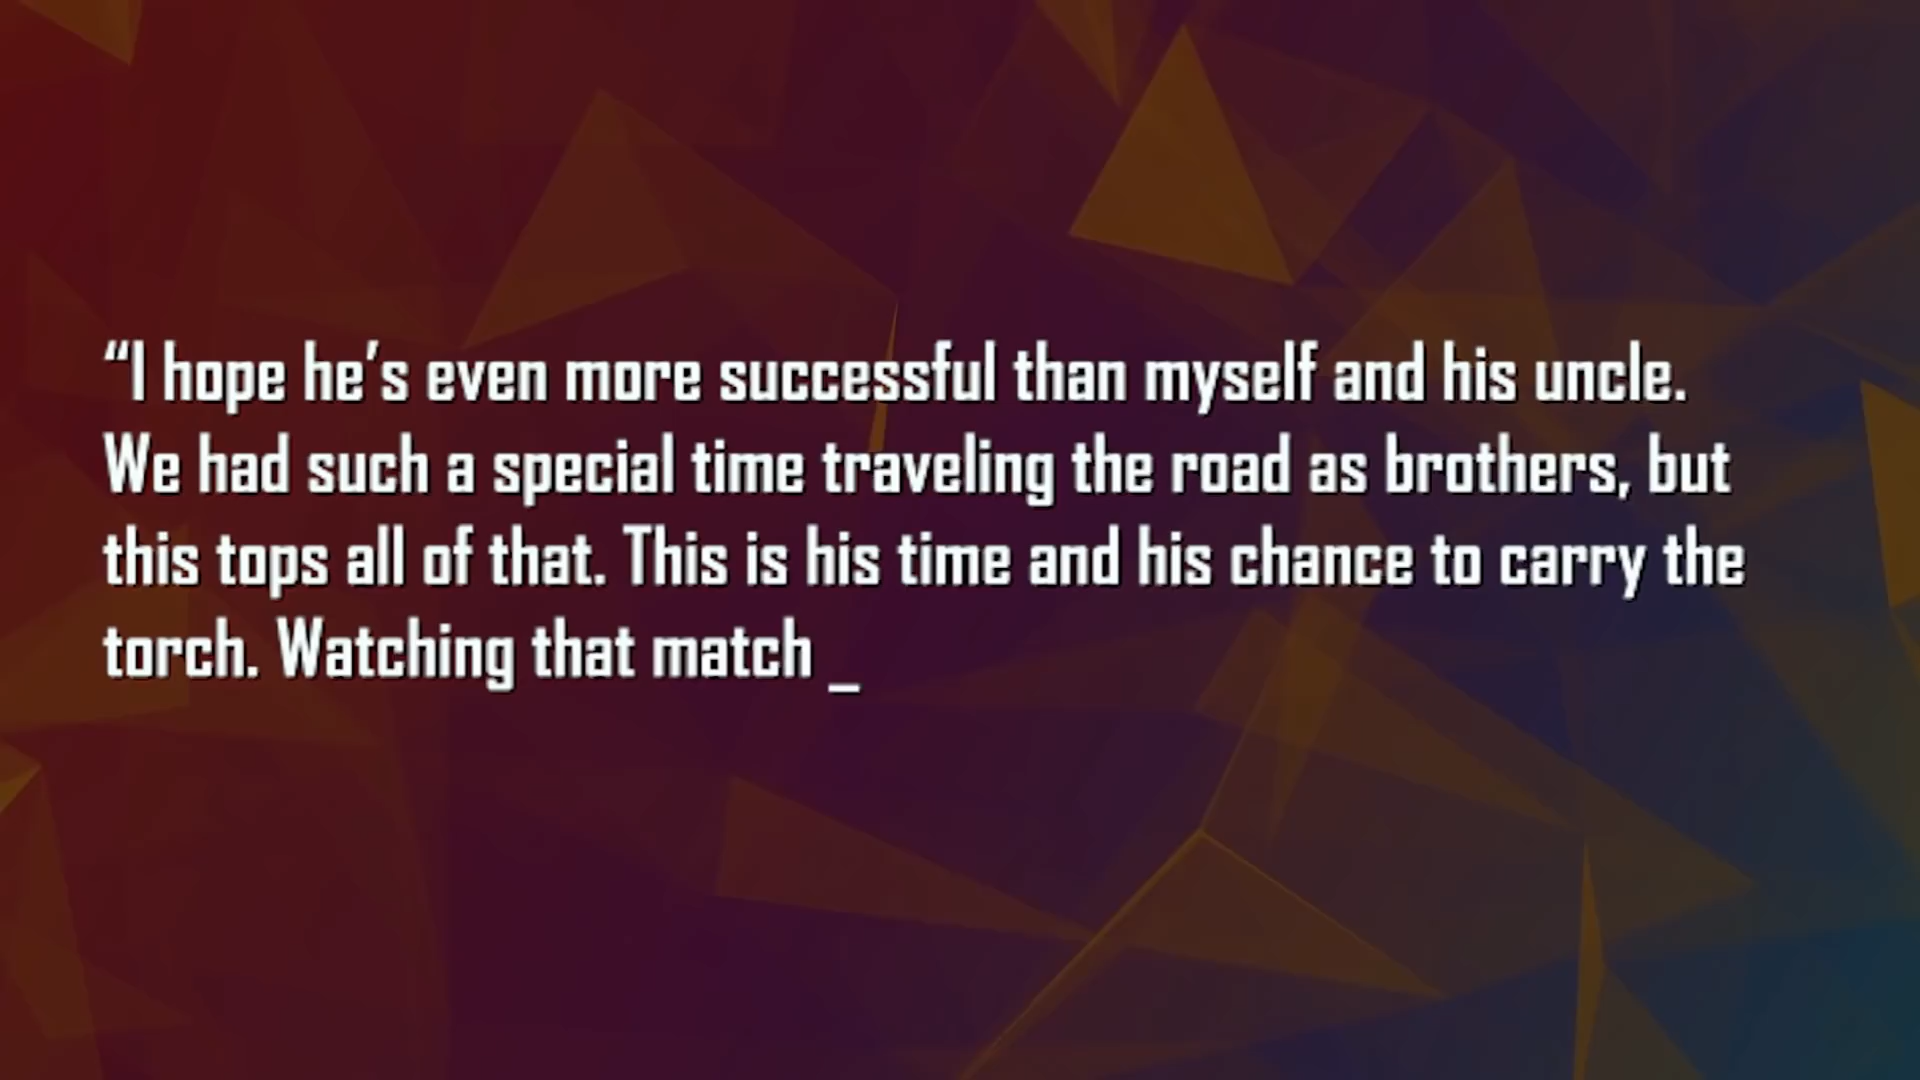 “I hope he’s even more successful than myself and his uncle.
We had such a special time traveling the road as brothers, but
this tops all of that. This is his time and his chance to carry the
torch. Watching that match _